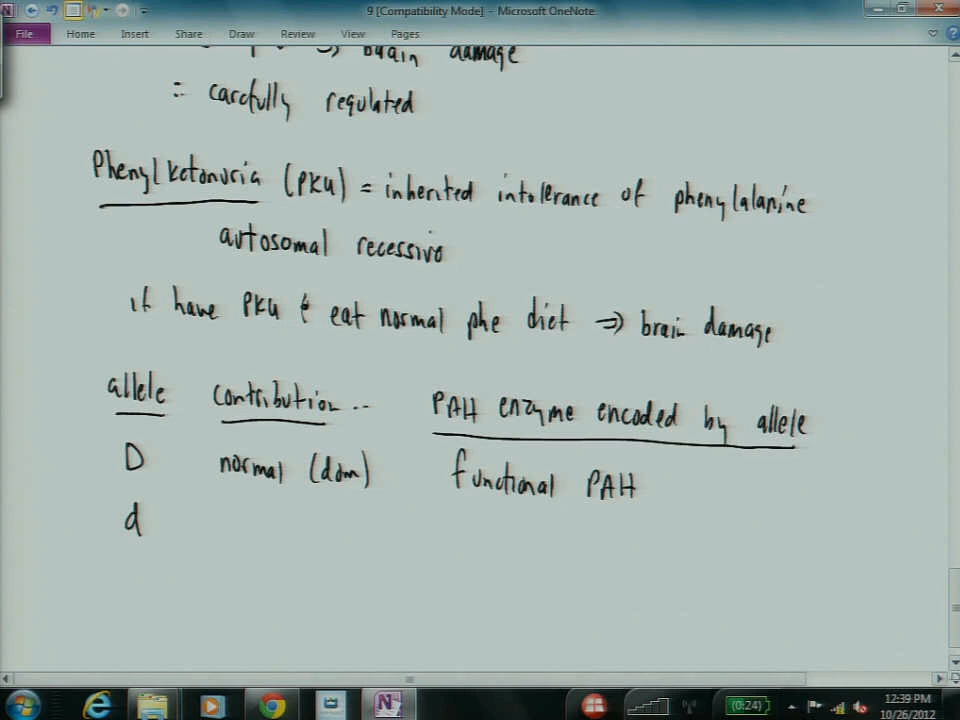 9 [Compatibility Mode] - Microsoft OneNote
File Home Insert Share Draw Review View Pages
⇒ brain damage
= carefully regulated
Phenylketonuria (PKU) = inherited intolerance of phenylalanine
autosomal recessive
if have PKU & eat normal phe diet ⇒ brain damage
allele contribution .. PAH enzyme encoded by allele
D normal (dom) functional PAH
d
(0:24)
12:39 PM
10/26/2012